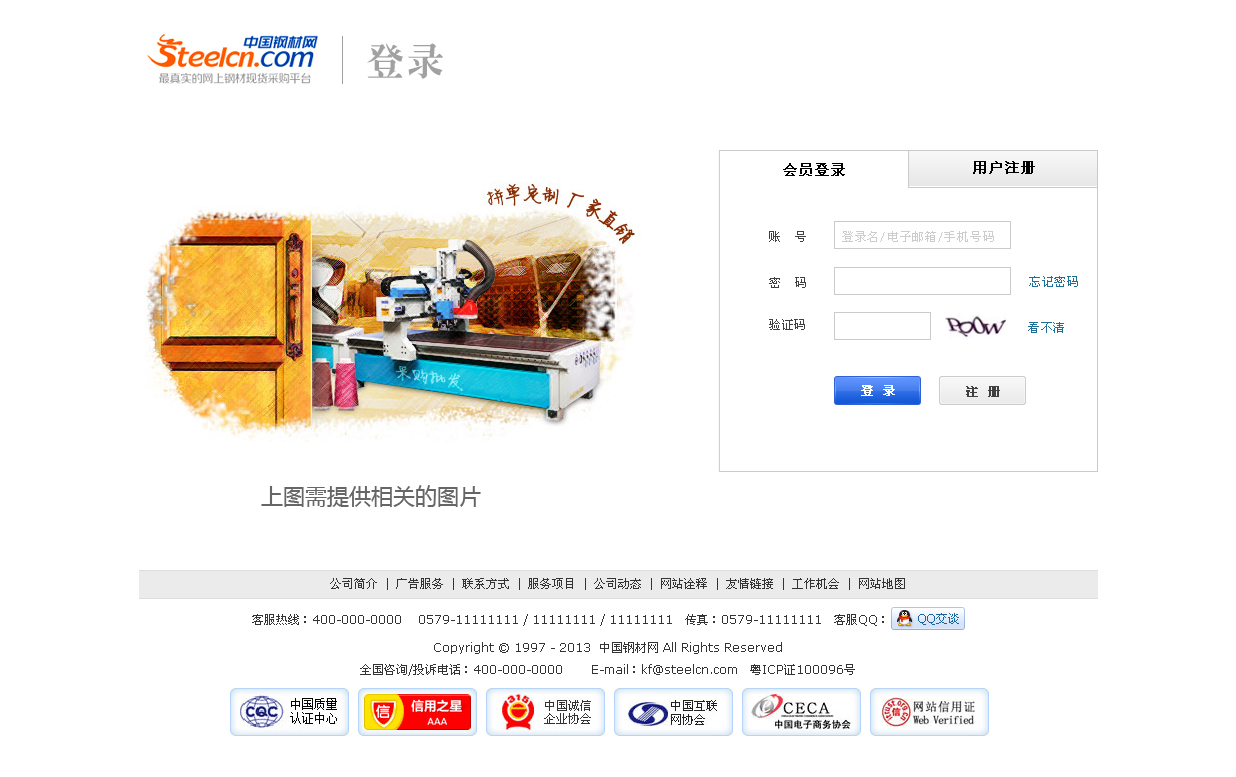 中国钢材网
Steelcn.com
最真实的网上钢材现货采购平台
登录
拼单定制 厂家直销
采购批发
上图需提供相关的图片
会员登录
用户注册
账 号 登录名/电子邮箱/手机号码
密 码 忘记密码
验证码 POOW 看不清
登 录 注 册
公司简介 | 广告服务 | 联系方式 | 服务项目 | 公司动态 | 网站诠释 | 友情链接 | 工作机会 | 网站地图
客服热线：400-000-0000 0579-11111111 / 11111111 / 11111111 传真：0579-11111111 客服QQ： QQ交谈
Copyright © 1997 - 2013 中国钢材网 All Rights Reserved
全国咨询/投诉电话：400-000-0000 E-mail：kf@steelcn.com 粤ICP证100096号
CQC 中国质量
认证中心
信 信用之星
AAA
315 中国诚信
企业协会
中国互联
网协会
CECA
中国电子商务协会
信 网站信用证
Web Verified